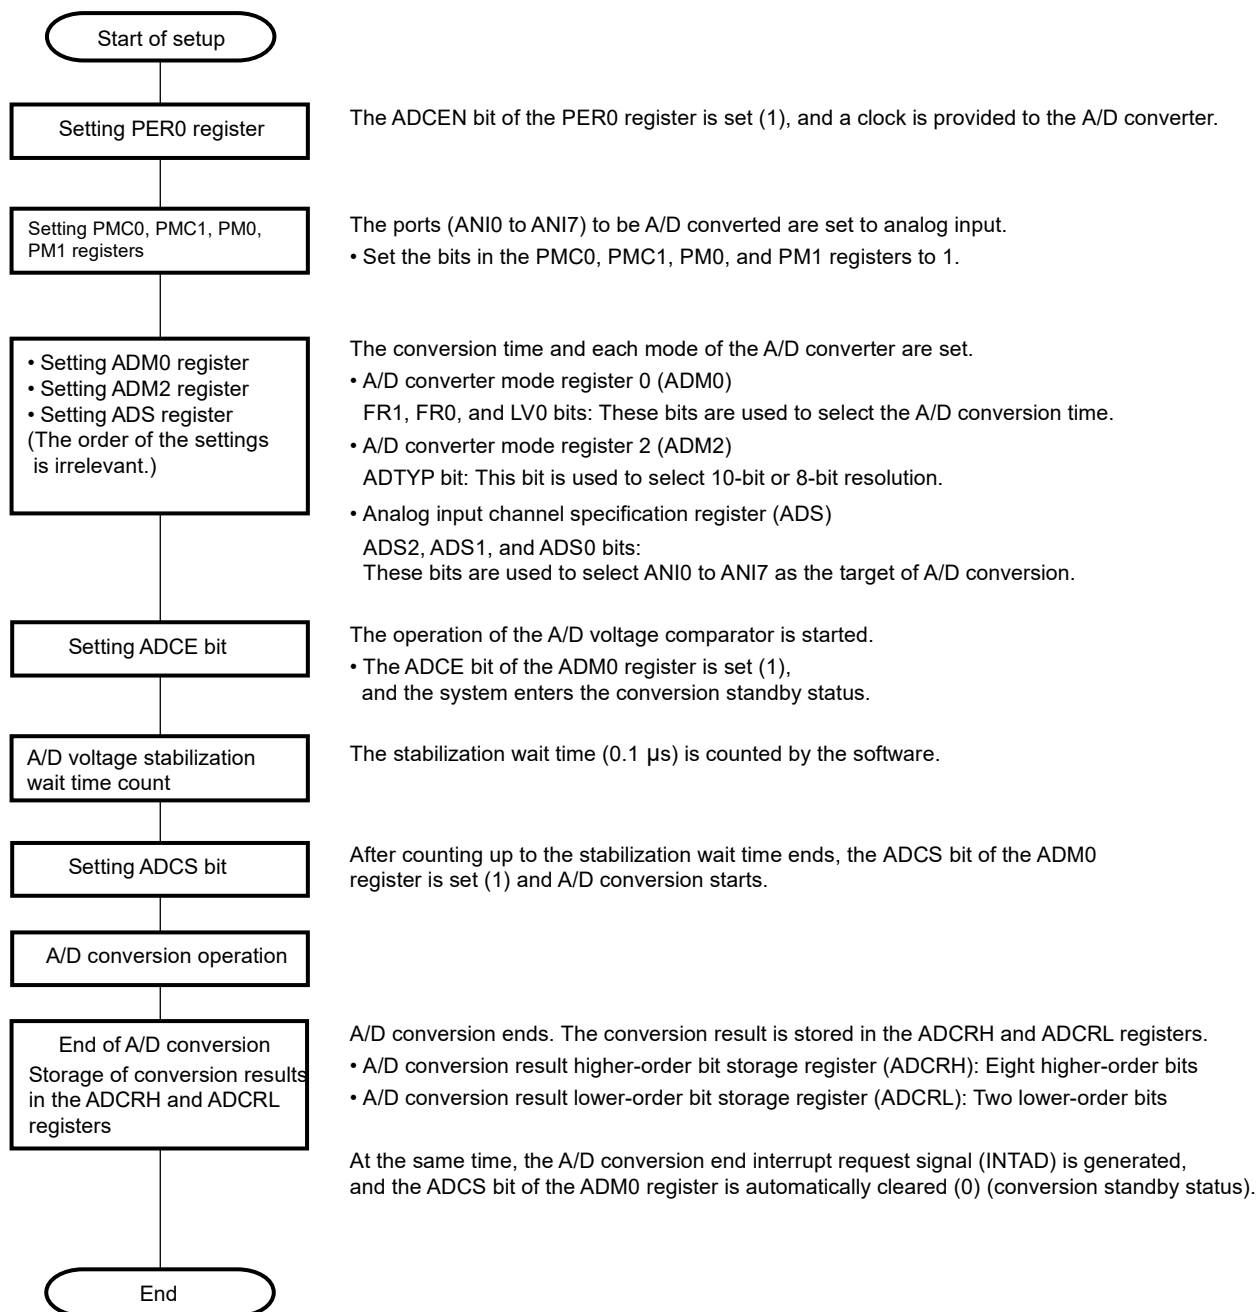 Start of setup
Setting PER0 register
The ADCEN bit of the PER0 register is set (1), and a clock is provided to the A/D converter.
Setting PMC0, PMC1, PM0,
PM1 registers
The ports (ANI0 to ANI7) to be A/D converted are set to analog input.
• Set the bits in the PMC0, PMC1, PM0, and PM1 registers to 1.
• Setting ADM0 register
• Setting ADM2 register
• Setting ADS register
(The order of the settings
is irrelevant.)
The conversion time and each mode of the A/D converter are set.
• A/D converter mode register 0 (ADM0)
FR1, FR0, and LV0 bits: These bits are used to select the A/D conversion time.
• A/D converter mode register 2 (ADM2)
ADTYP bit: This bit is used to select 10-bit or 8-bit resolution.
• Analog input channel specification register (ADS)
ADS2, ADS1, and ADS0 bits:
These bits are used to select ANI0 to ANI7 as the target of A/D conversion.
Setting ADCE bit
The operation of the A/D voltage comparator is started.
• The ADCE bit of the ADM0 register is set (1),
and the system enters the conversion standby status.
A/D voltage stabilization
wait time count
The stabilization wait time (0.1 μs) is counted by the software.
Setting ADCS bit
After counting up to the stabilization wait time ends, the ADCS bit of the ADM0
register is set (1) and A/D conversion starts.
A/D conversion operation
End of A/D conversion
Storage of conversion results
in the ADCRH and ADCRL
registers
A/D conversion ends. The conversion result is stored in the ADCRH and ADCRL registers.
• A/D conversion result higher-order bit storage register (ADCRH): Eight higher-order bits
• A/D conversion result lower-order bit storage register (ADCRL): Two lower-order bits
At the same time, the A/D conversion end interrupt request signal (INTAD) is generated,
and the ADCS bit of the ADM0 register is automatically cleared (0) (conversion standby status).
End